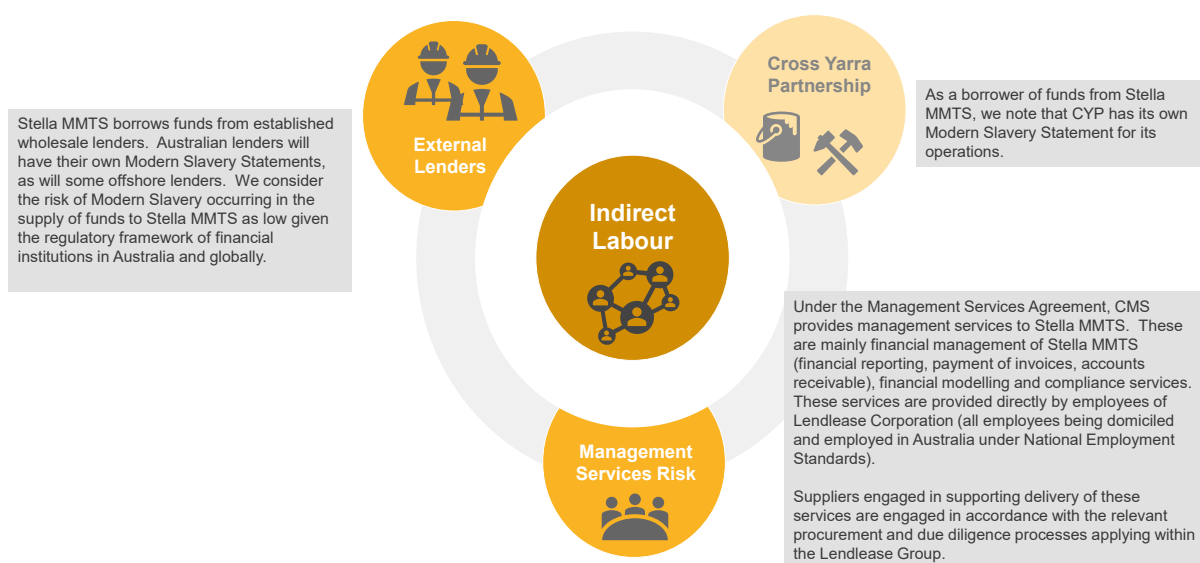 External
Lenders
Stella MMTS borrows funds from established
wholesale lenders.  Australian lenders will
have their own Modern Slavery Statements,
as will some offshore lenders.  We consider
the risk of Modern Slavery occurring in the
supply of funds to Stella MMTS as low given
the regulatory framework of financial
institutions in Australia and globally.
Cross Yarra
Partnership
As a borrower of funds from Stella
MMTS, we note that CYP has its own
Modern Slavery Statement for its
operations.
Indirect
Labour
Management
Services Risk
Under the Management Services Agreement, CMS
provides management services to Stella MMTS.  These
are mainly financial management of Stella MMTS
(financial reporting, payment of invoices, accounts
receivable), financial modelling and compliance services.
These services are provided directly by employees of
Lendlease Corporation (all employees being domiciled
and employed in Australia under National Employment
Standards).
Suppliers engaged in supporting delivery of these
services are engaged in accordance with the relevant
procurement and due diligence processes applying within
the Lendlease Group.